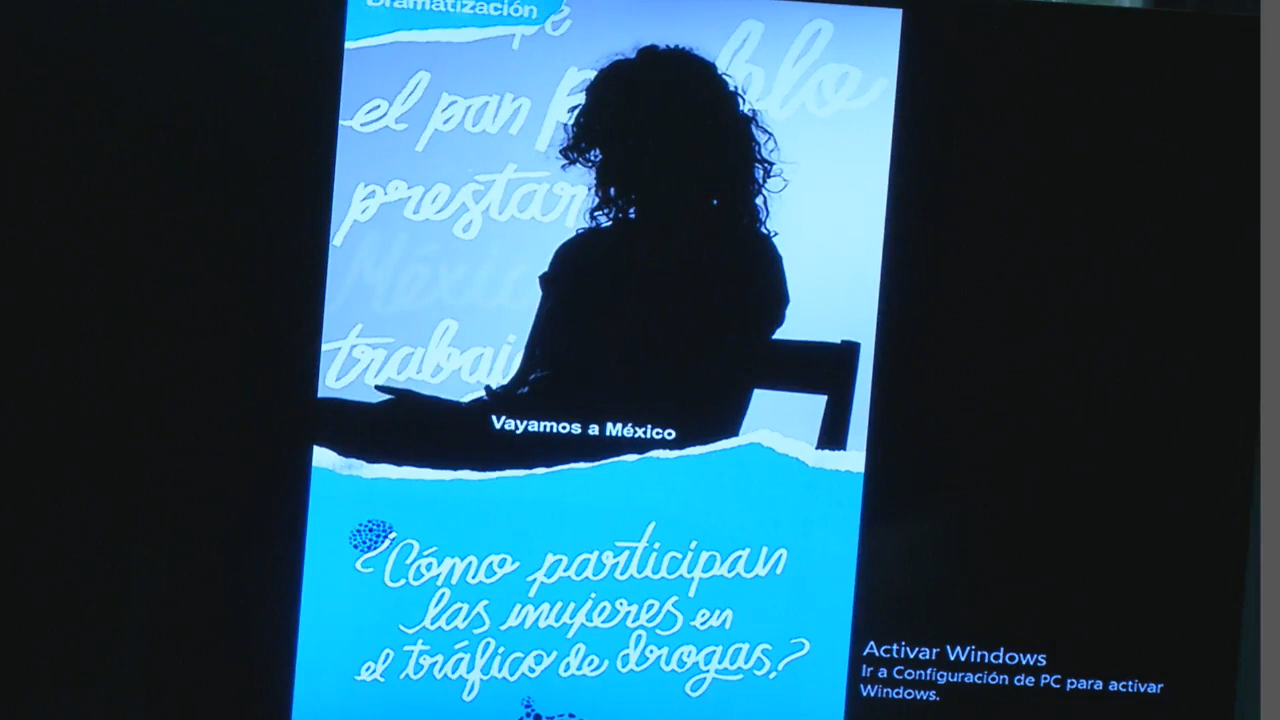 Dramatización
el pan
prestar
México
Vayamos a México
¿Cómo participan
las mujeres en
el tráfico de drogas?
Activar Windows
Ir a Configuración de PC para activar
Windows.